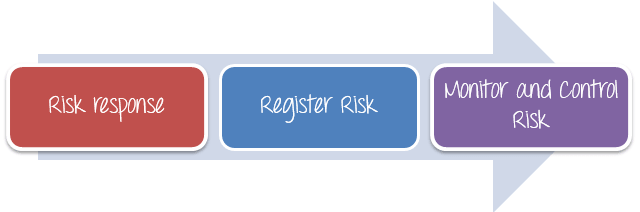 Risk response
Register Risk
Monitor and Control
Risk